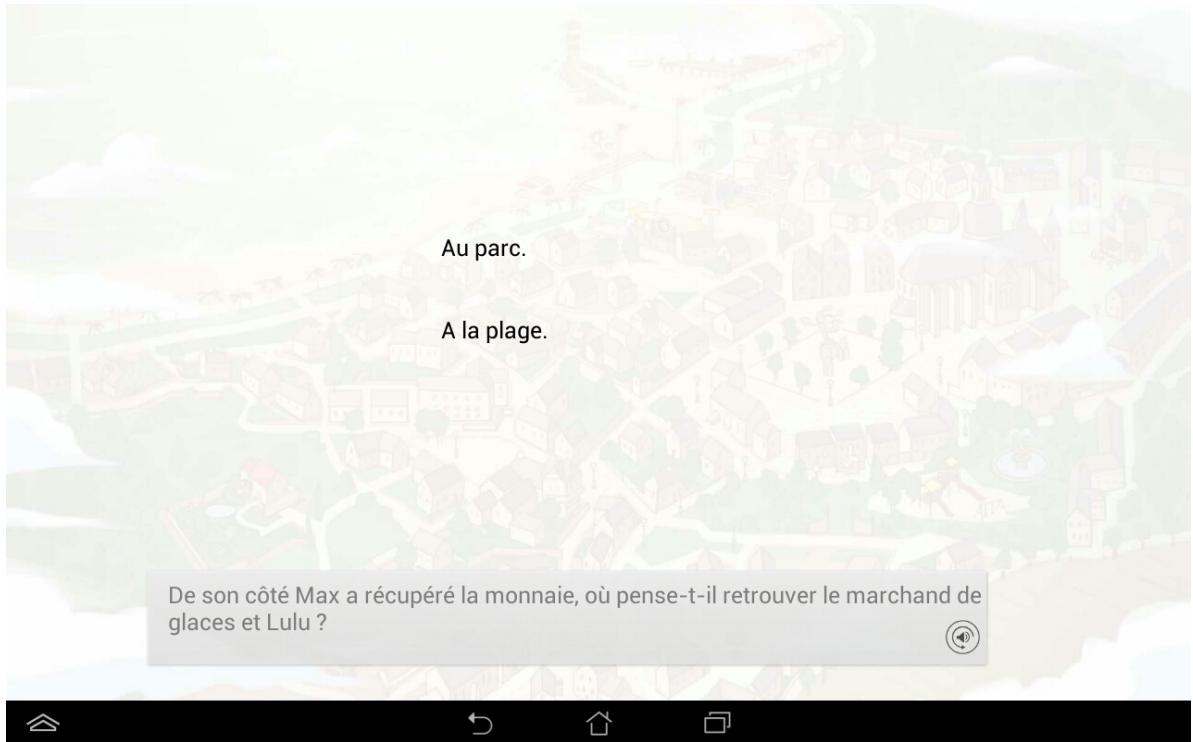 Au parc.
A la plage.
De son côté Max a récupéré la monnaie, où pense-t-il retrouver le marchand de
glaces et Lulu ?